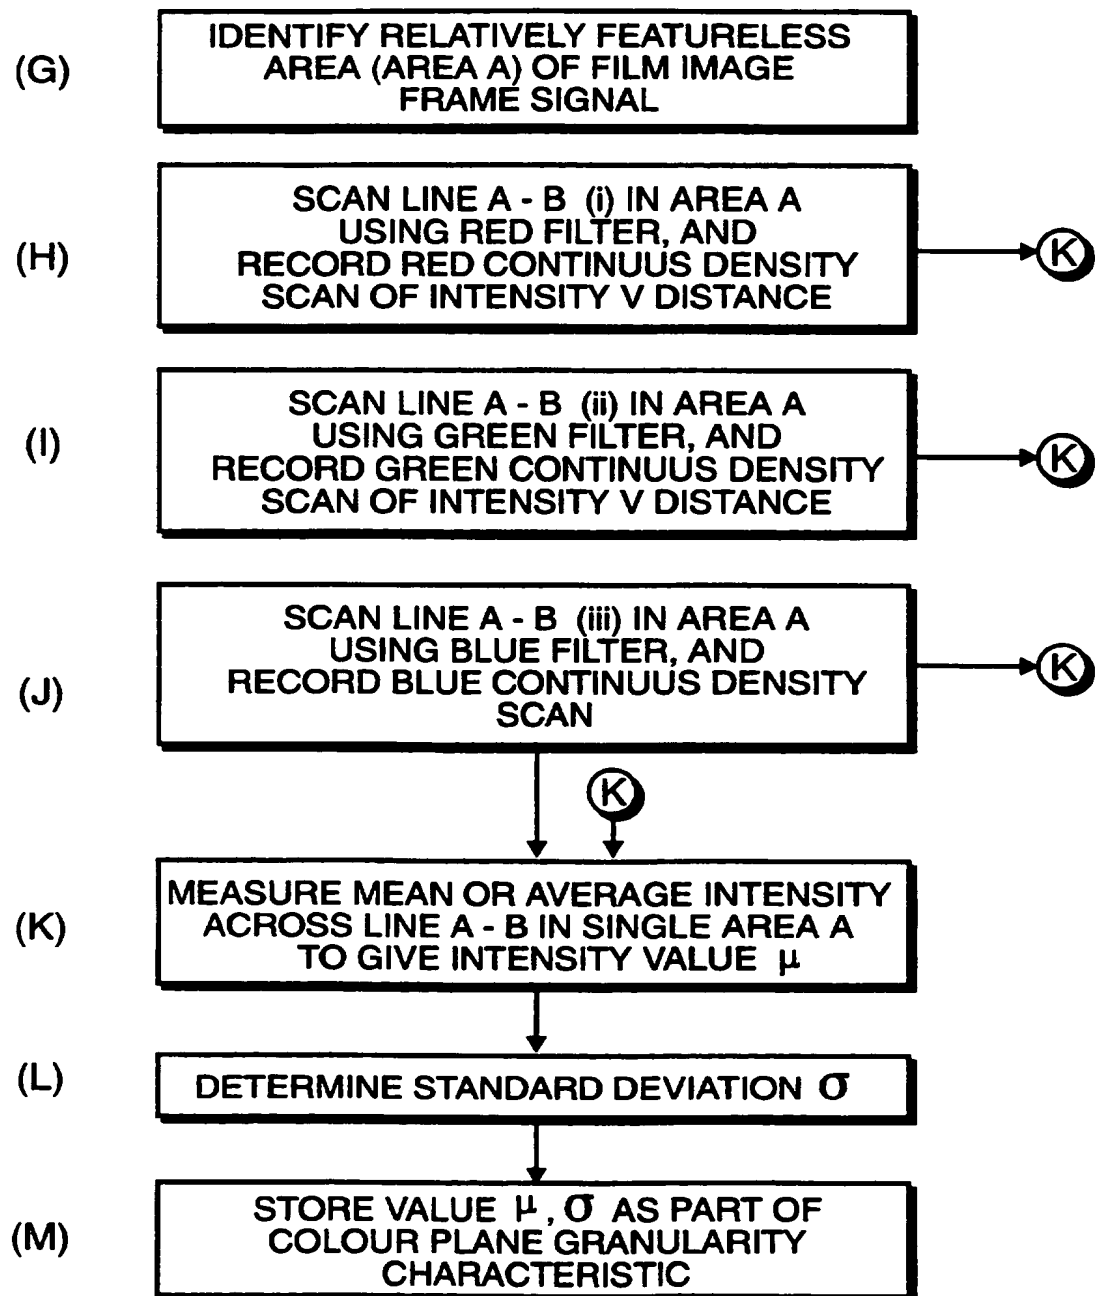 (G)
IDENTIFY RELATIVELY FEATURELESS
AREA (AREA A) OF FILM IMAGE
FRAME SIGNAL
(H)
SCAN LINE A - B (i) IN AREA A
USING RED FILTER, AND
RECORD RED CONTINUUS DENSITY
SCAN OF INTENSITY V DISTANCE
K
(I)
SCAN LINE A - B (ii) IN AREA A
USING GREEN FILTER, AND
RECORD GREEN CONTINUUS DENSITY
SCAN OF INTENSITY V DISTANCE
K
(J)
SCAN LINE A - B (iii) IN AREA A
USING BLUE FILTER, AND
RECORD BLUE CONTINUUS DENSITY
SCAN
K
K
(K)
MEASURE MEAN OR AVERAGE INTENSITY
ACROSS LINE A - B IN SINGLE AREA A
TO GIVE INTENSITY VALUE μ
(L)
DETERMINE STANDARD DEVIATION σ
(M)
STORE VALUE μ, σ AS PART OF
COLOUR PLANE GRANULARITY
CHARACTERISTIC